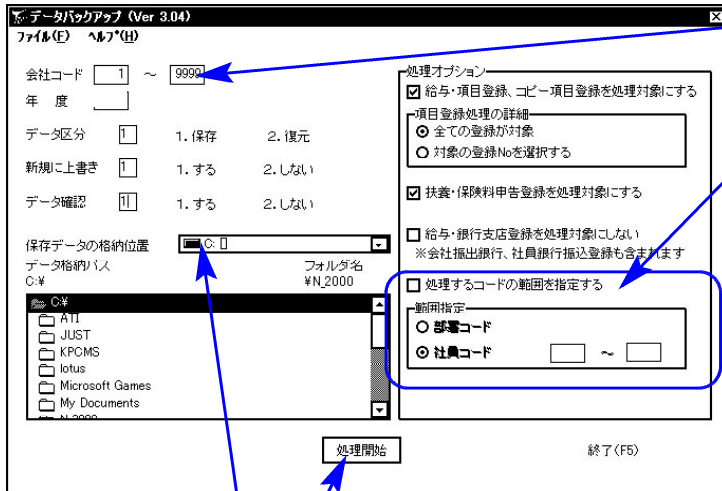 データバックアップ (Ver 3.04)
ファイル(F) ヘルプ(H)
会社コード 1 ～ 9999
年 度
データ区分 1 1. 保存 2. 復元
新規に上書き 1 1. する 2. しない
データ確認 1 1. する 2. しない
保存データの格納位置 C: []
データ格納パス フォルダ名
C:¥ ¥N_2000
C:¥
ATI
JUST
KPCMS
lotus
Microsoft Games
My Documents
N_2000
処理オプション
給与・項目登録、コピー項目登録を処理対象にする
項目登録処理の詳細
全ての登録が対象
対象の登録Noを選択する
扶養・保険料申告登録を処理対象にする
給与・銀行支店登録を処理対象にしない
※会社振出銀行、社員銀行振込登録も含まれます
処理するコードの範囲を指定する
範囲指定
部署コード
社員コード ～
処理開始 終了(F5)